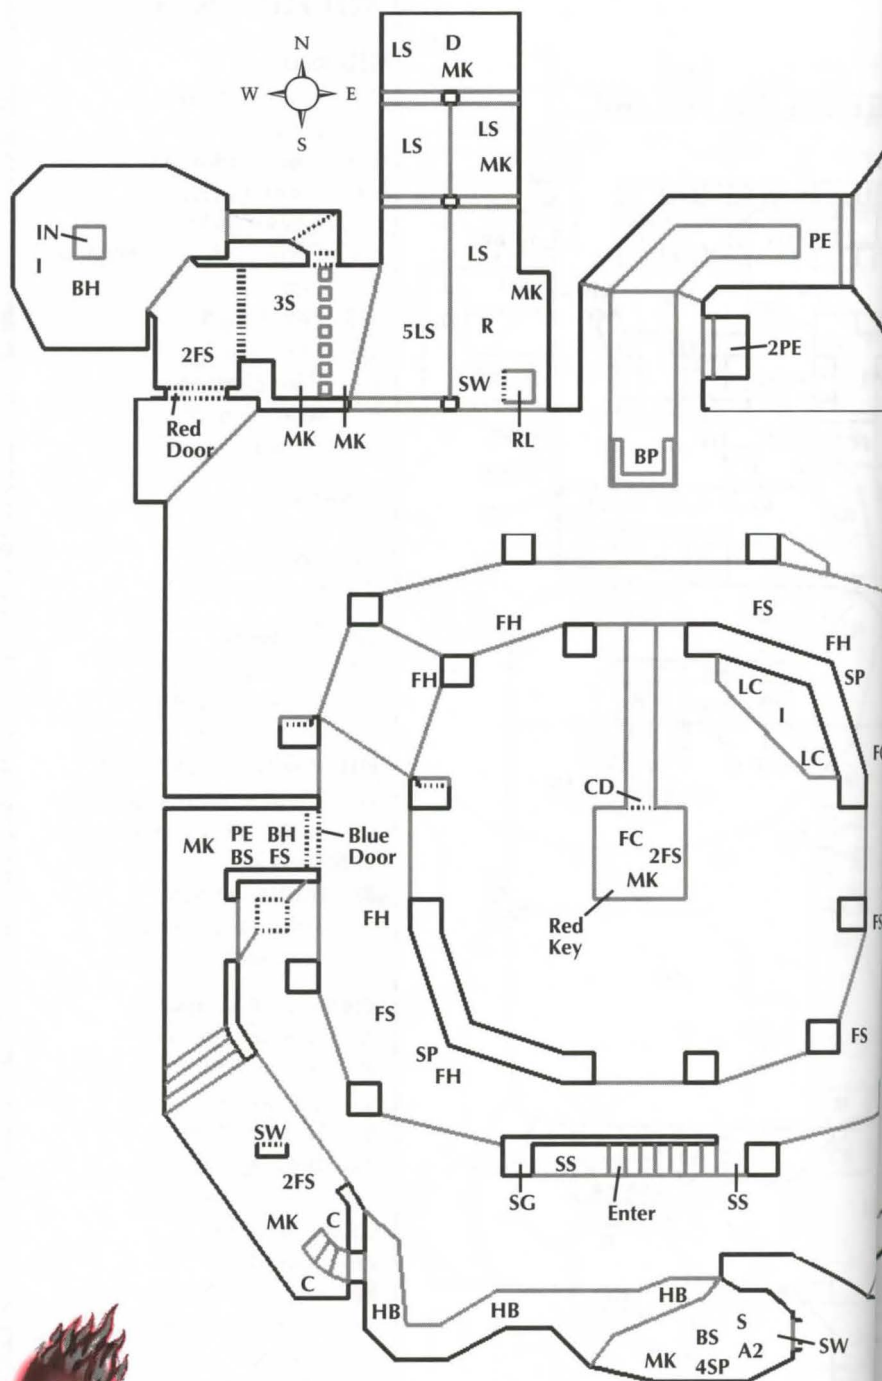 N
W E
S
LS D
MK
LS LS
MK
IN
I
BH
3S
LS
MK
PE
5LS R
2FS
2PE
SW
Red
Door
MK MK
RL
BP
FS
FH
FH
FH
SP
LC
I
LC
CD
MK PE BH
BS FS
Blue
Door
FC
2FS
MK
FH
Red
Key
FS
FS
SP
FH
SW
SS
2FS
SG Enter SS
MK C
C
HB
HB HB
S
BS
A2 SW
MK 4SP